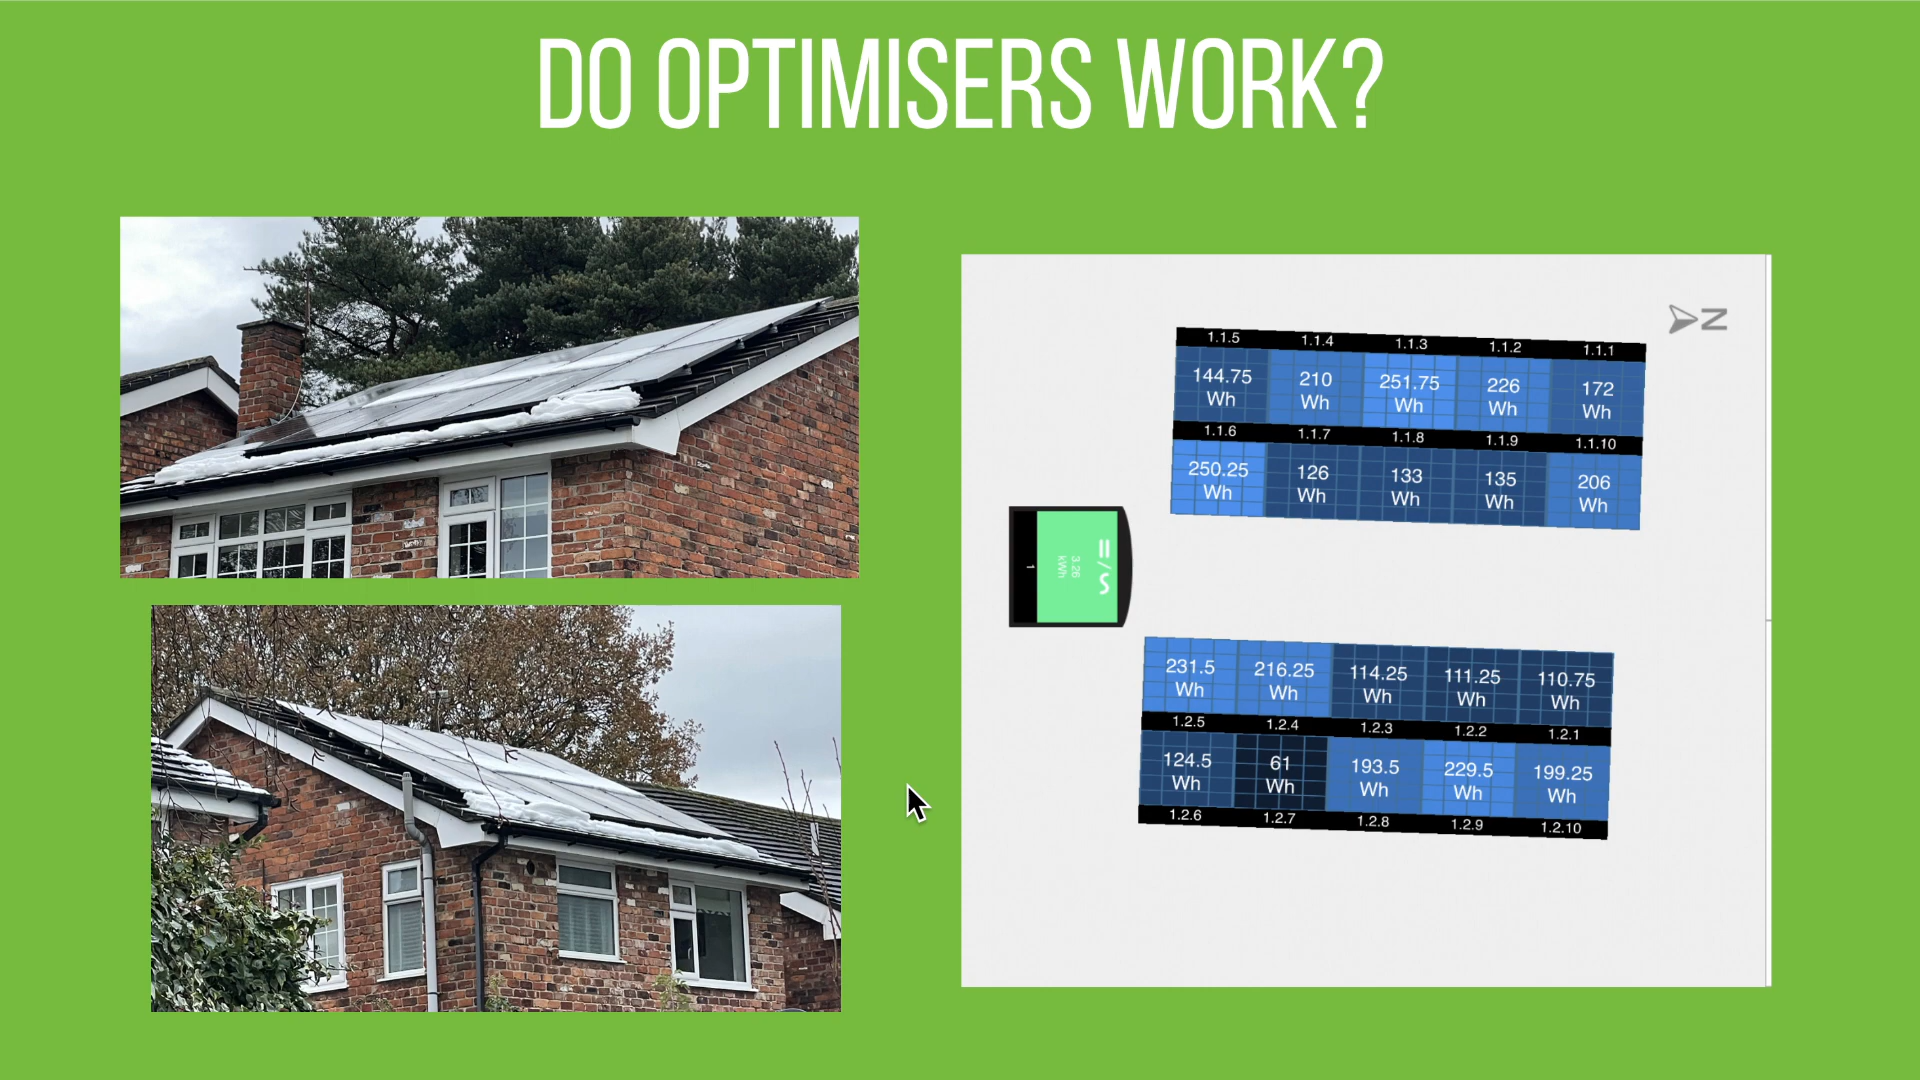 DO OPTIMISERS WORK?
N
1.1.5 1.1.4 1.1.3 1.1.2 1.1.1
144.75 Wh 210 Wh 251.75 Wh 226 Wh 172 Wh
1.1.6 1.1.7 1.1.8 1.1.9 1.1.10
250.25 Wh 126 Wh 133 Wh 135 Wh 206 Wh
3.26
kWh
1
231.5 Wh 216.25 Wh 114.25 Wh 111.25 Wh 110.75 Wh
1.2.5 1.2.4 1.2.3 1.2.2 1.2.1
124.5 Wh 61 Wh 193.5 Wh 229.5 Wh 199.25 Wh
1.2.6 1.2.7 1.2.8 1.2.9 1.2.10